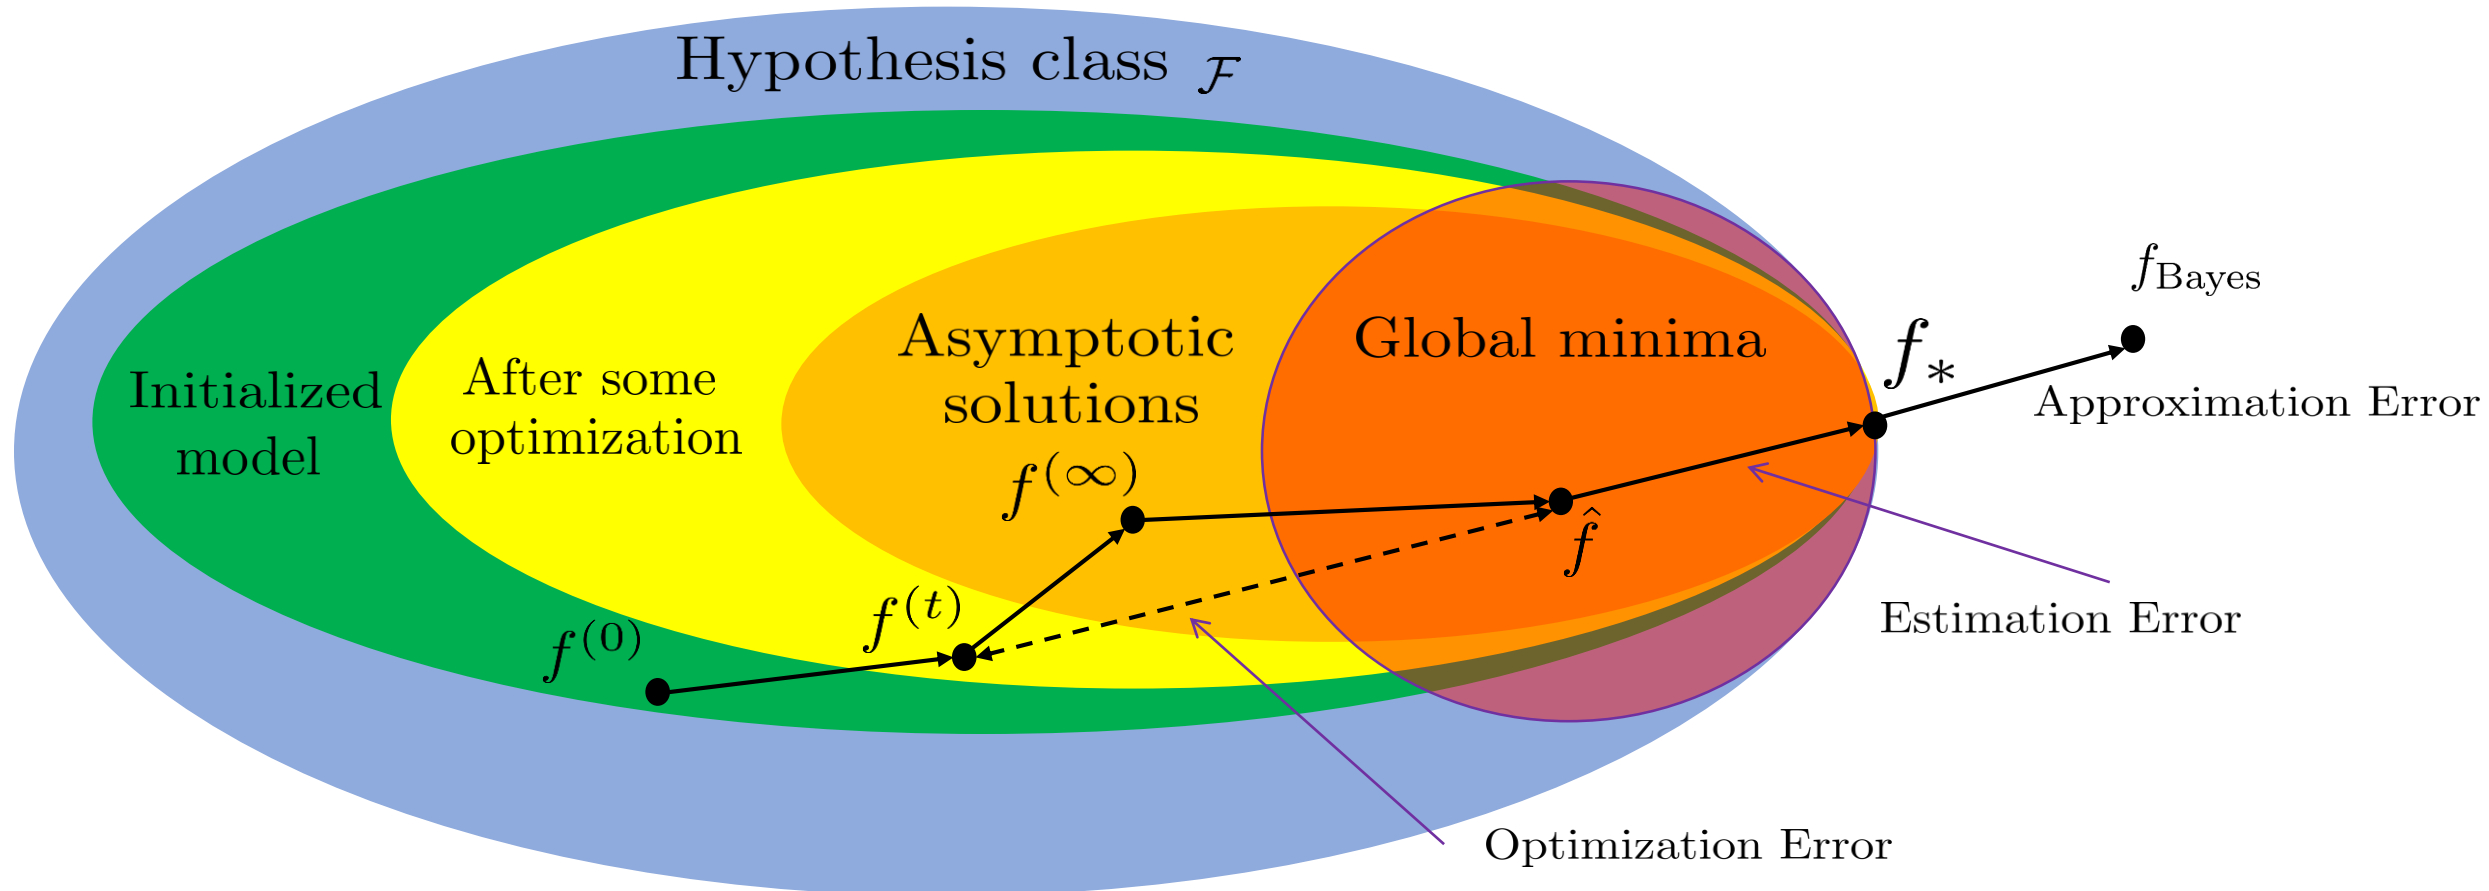 Hypothesis class ℱ
Initialized
model
After some
optimization
Asymptotic
solutions
f^(∞)
Global minima
f_*
f_Bayes
Approximation Error
f^(0)
f^(t)
f̂
Estimation Error
Optimization Error